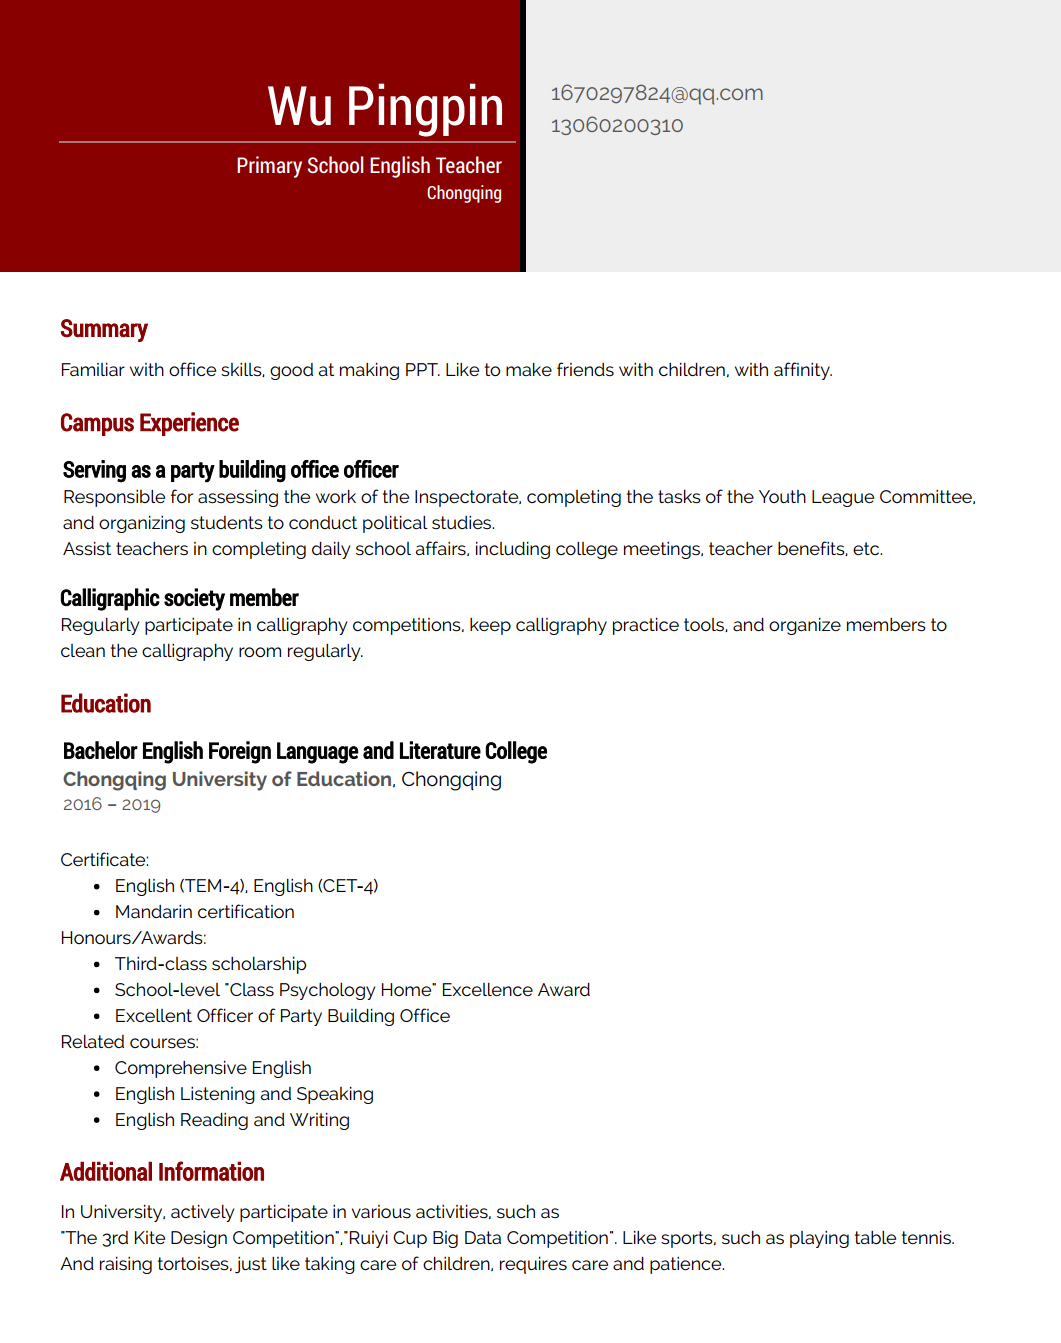 Wu Pingpin
Primary School English Teacher
Chongqing
1670297824@qq.com
13060200310
Summary
Familiar with office skills, good at making PPT. Like to make friends with children, with affinity.
Campus Experience
Serving as a party building office officer
Responsible for assessing the work of the Inspectorate, completing the tasks of the Youth League Committee,
and organizing students to conduct political studies.
Assist teachers in completing daily school affairs, including college meetings, teacher benefits, etc.
Calligraphic society member
Regularly participate in calligraphy competitions, keep calligraphy practice tools, and organize members to
clean the calligraphy room regularly.
Education
Bachelor English Foreign Language and Literature College
Chongqing University of Education, Chongqing
2016 – 2019
Certificate:
• English (TEM-4), English (CET-4)
• Mandarin certification
Honours/Awards:
• Third-class scholarship
• School-level "Class Psychology Home" Excellence Award
• Excellent Officer of Party Building Office
Related courses:
• Comprehensive English
• English Listening and Speaking
• English Reading and Writing
Additional Information
In University, actively participate in various activities, such as
"The 3rd Kite Design Competition","Ruiyi Cup Big Data Competition". Like sports, such as playing table tennis.
And raising tortoises, just like taking care of children, requires care and patience.